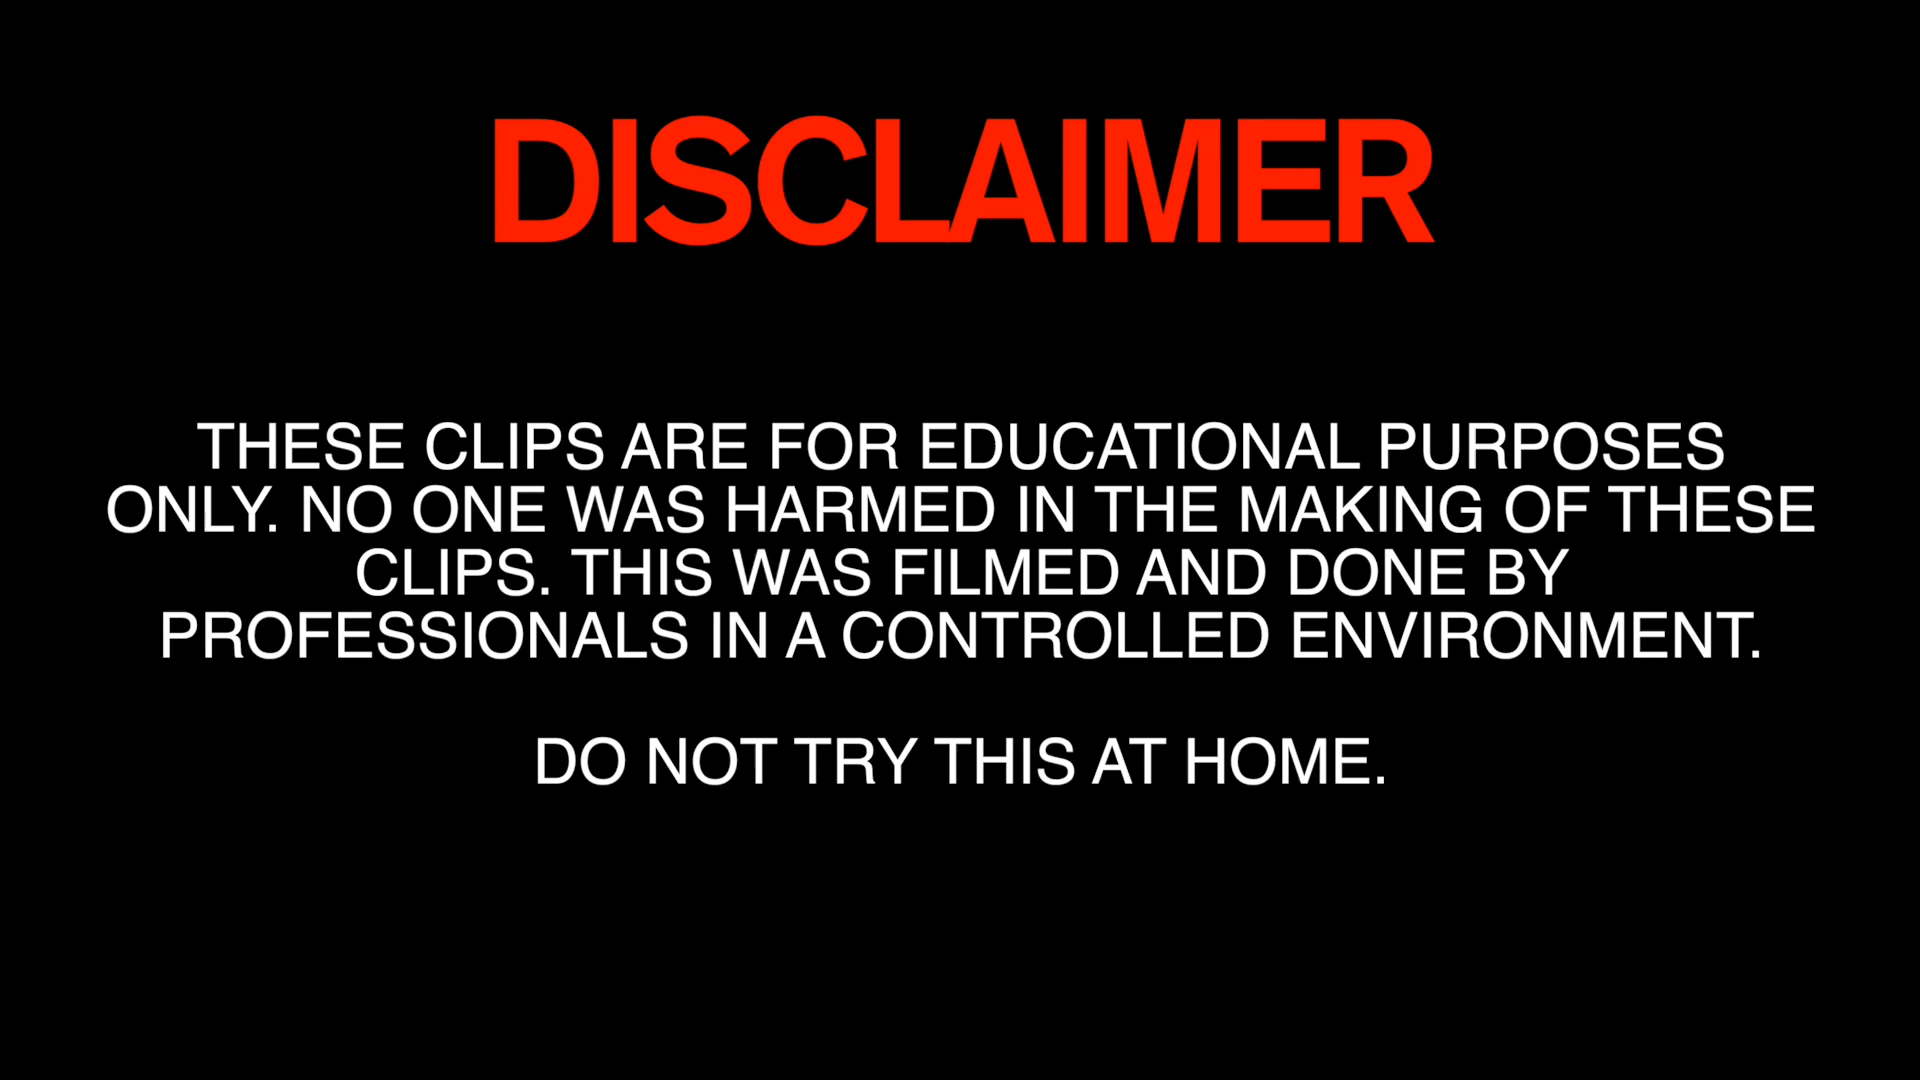 DISCLAIMER
THESE CLIPS ARE FOR EDUCATIONAL PURPOSES
ONLY. NO ONE WAS HARMED IN THE MAKING OF THESE
CLIPS. THIS WAS FILMED AND DONE BY
PROFESSIONALS IN A CONTROLLED ENVIRONMENT.
DO NOT TRY THIS AT HOME.